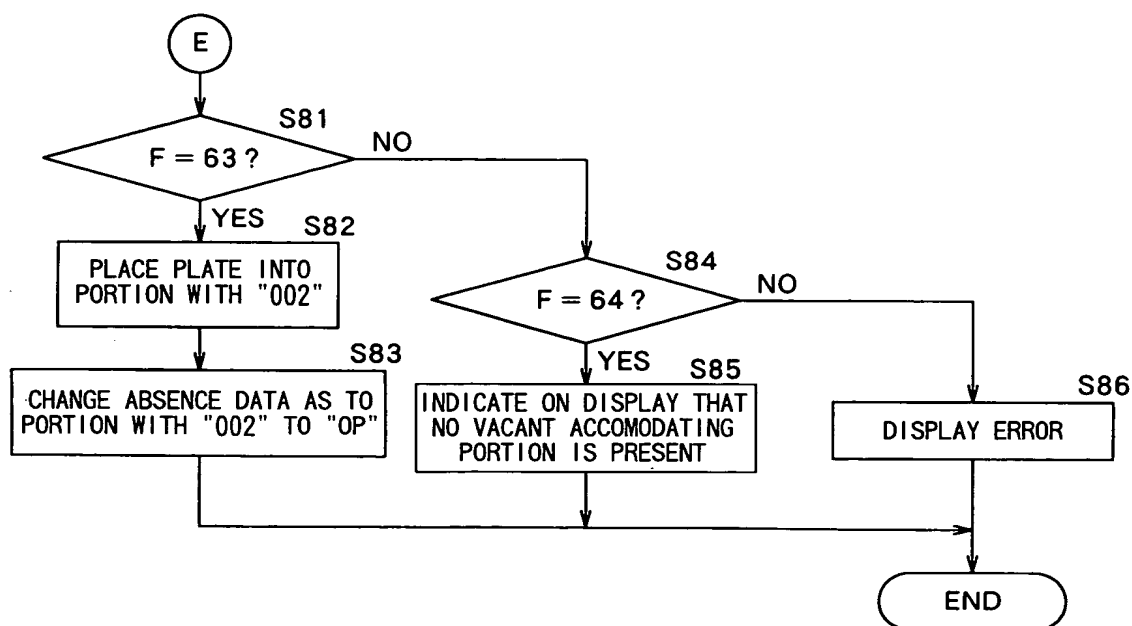 E
S81
F = 63 ?
NO
YES
S82
PLACE PLATE INTO
PORTION WITH "002"
S83
CHANGE ABSENCE DATA AS TO
PORTION WITH "002" TO "OP"
S84
F = 64 ?
NO
YES
S85
INDICATE ON DISPLAY THAT
NO VACANT ACCOMODATING
PORTION IS PRESENT
S86
DISPLAY ERROR
END